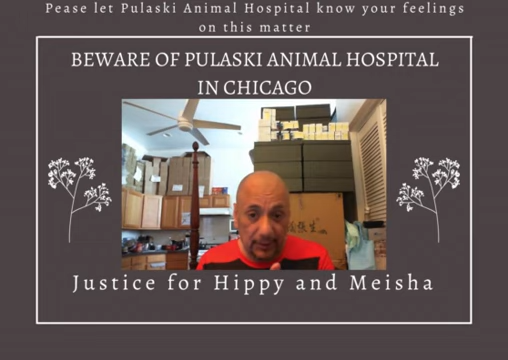 Pease let Pulaski Animal Hospital know your feelings
on this matter
BEWARE OF PULASKI ANIMAL HOSPITAL
IN CHICAGO
Justice for Hippy and Meisha